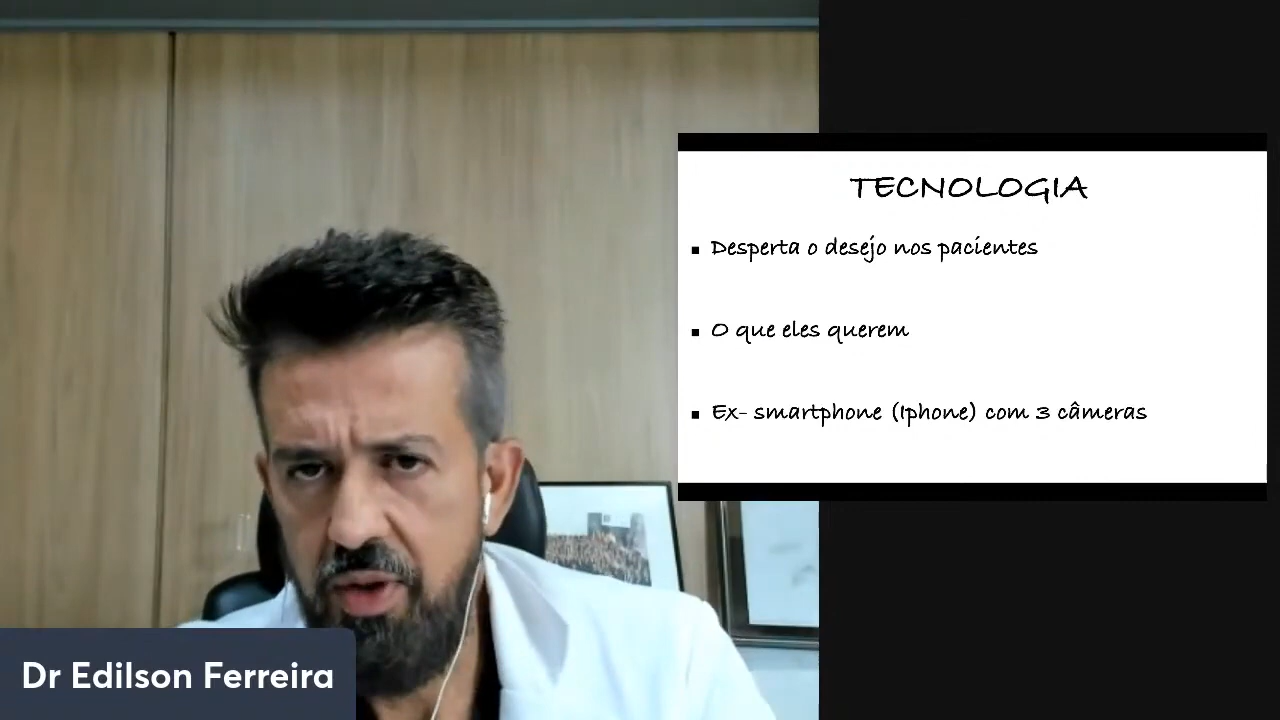 TECNOLOGIA
▪ Desperta o desejo nos pacientes
▪ O que eles querem
▪ Ex- smartphone (Iphone) com 3 câmeras
Dr Edilson Ferreira